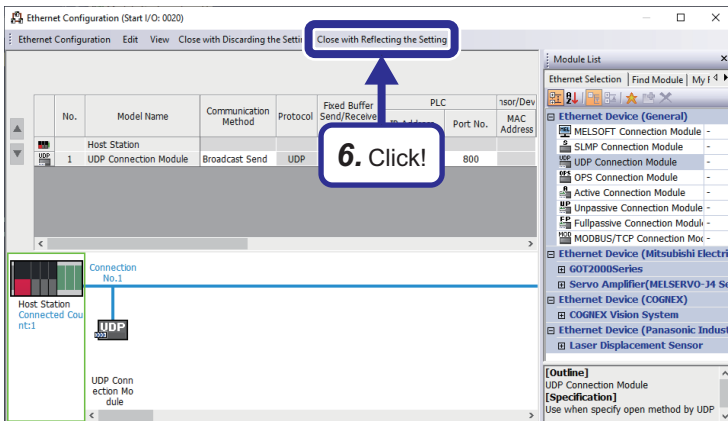 Ethernet Configuration (Start I/O: 0020)
Ethernet Configuration Edit View Close with Discarding the Setti Close with Reflecting the Setting
No. Model Name Communication Method Protocol Fixed Buffer Send/Receive PLC Port No. MAC Address
Host Station
1 UDP Connection Module Broadcast Send UDP 800
6. Click!
Connection No.1
Host Station
Connected Cou
nt:1
UDP
UDP Conn
ection Mo
dule
Module List
Ethernet Selection Find Module My F
Ethernet Device (General)
MELSOFT Connection Module -
SLMP Connection Module -
UDP Connection Module -
OPS Connection Module -
Active Connection Module -
Unpassive Connection Module -
Fullpassive Connection Modul -
MODBUS/TCP Connection Moc -
Ethernet Device (Mitsubishi Electri
GOT2000Series
Servo Amplifier(MELSERVO-J4 Se
Ethernet Device (COGNEX)
COGNEX Vision System
Ethernet Device (Panasonic Indust
Laser Displacement Sensor
[Outline]
UDP Connection Module
[Specification]
Use when specify open method by UDP